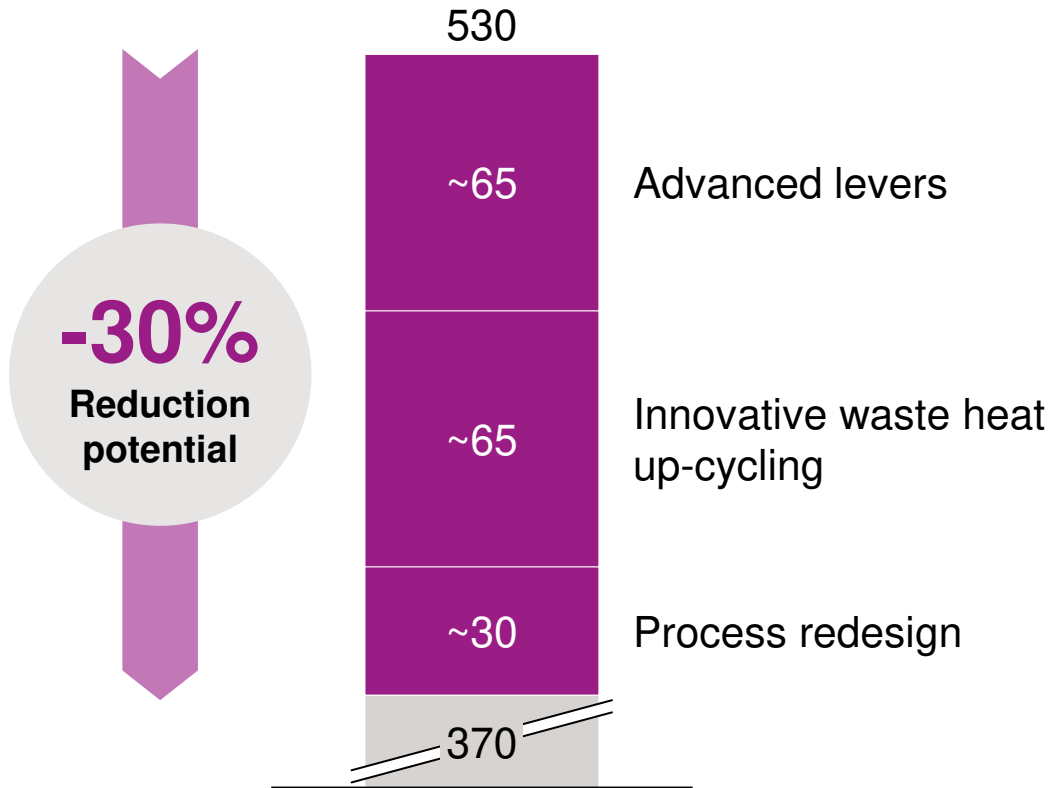 530
~65
Advanced levers
-30%
Reduction
potential
~65
Innovative waste heat
up-cycling
~30
Process redesign
370